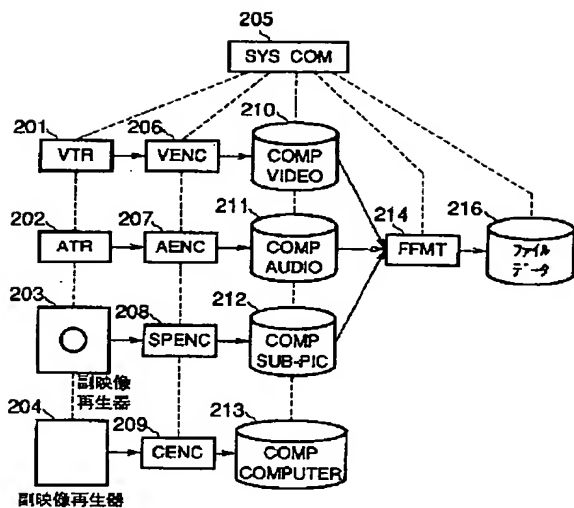 205
SYS COM
201
VTR
206
VENC
210
COMP
VIDEO
202
ATR
207
AENC
211
COMP
AUDIO
214
FFMT
216
ファイル
データ
203
副映像
再生器
208
SPENC
212
COMP
SUB-PIC
204
副映像再生器
209
CENC
213
COMP
COMPUTER